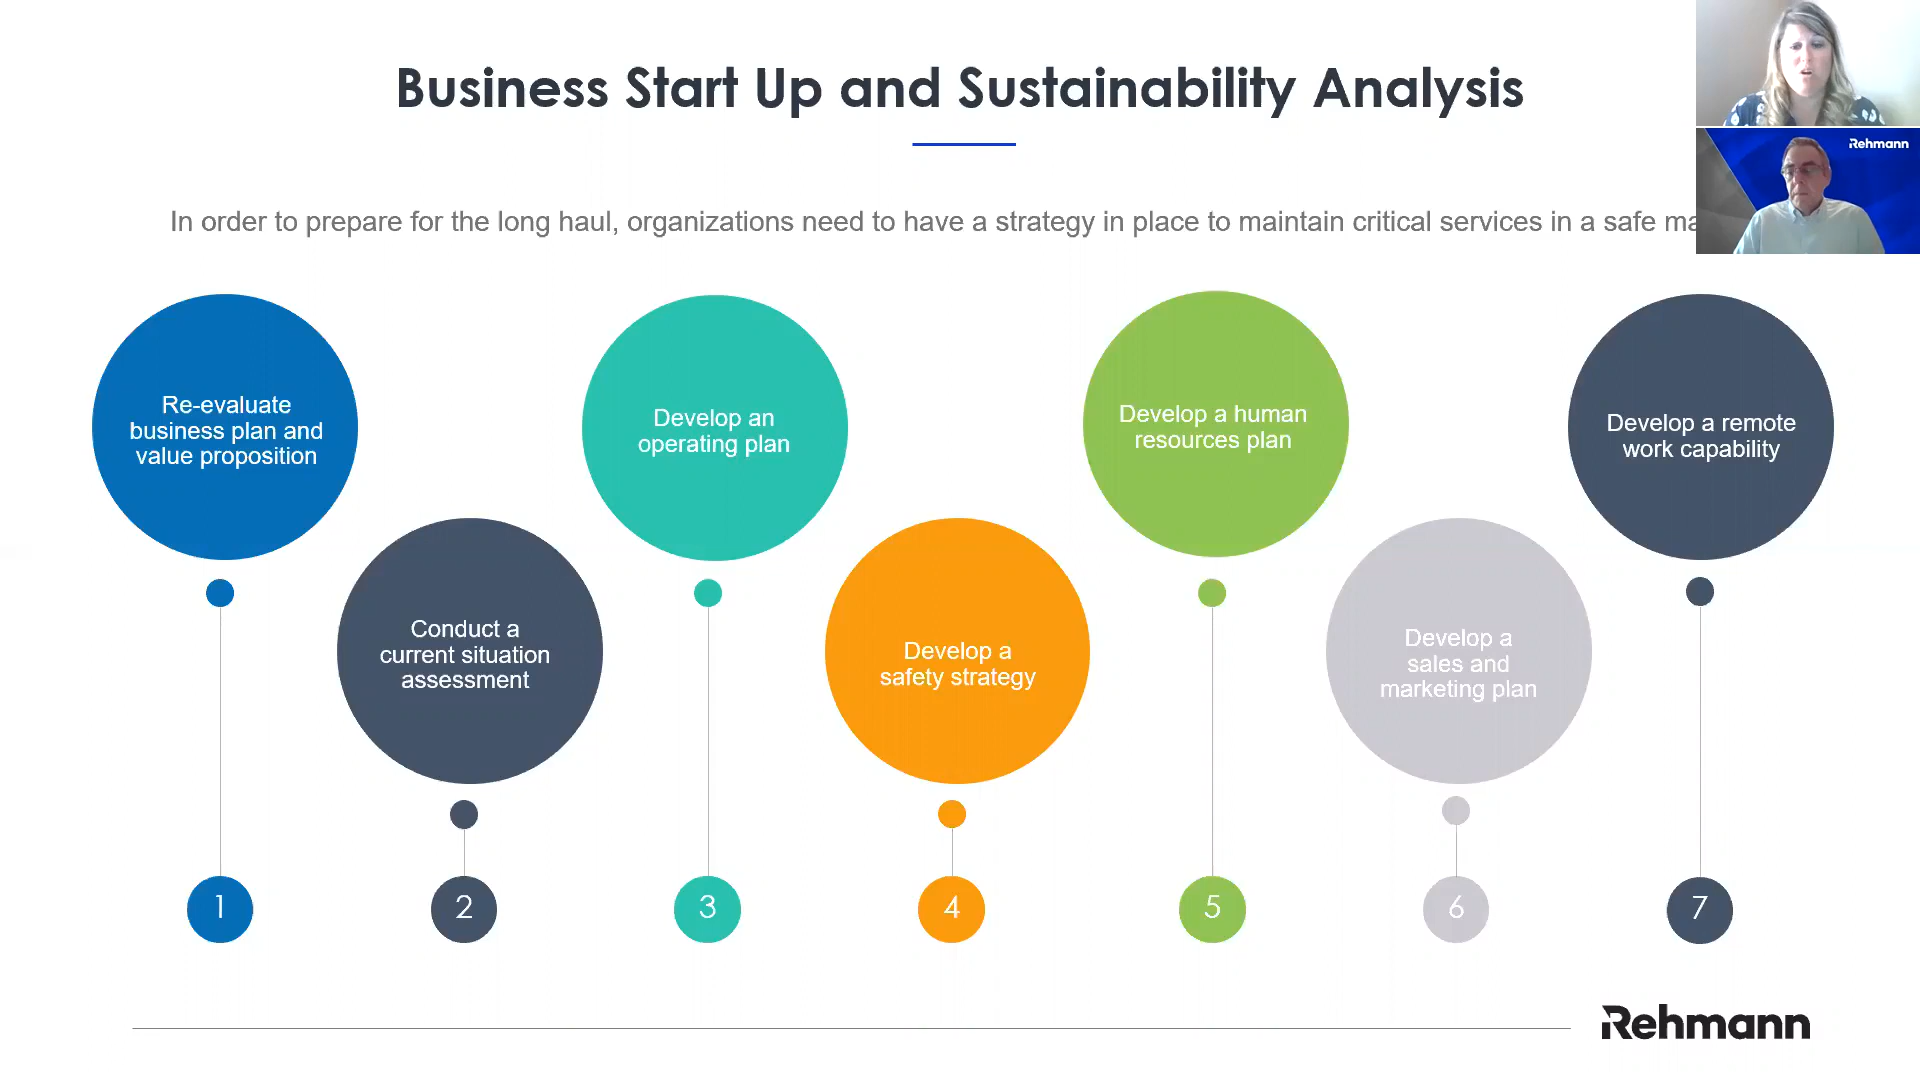 Business Start Up and Sustainability Analysis
Rehmann
In order to prepare for the long haul, organizations need to have a strategy in place to maintain critical services in a safe
Re-evaluate
business plan and
value proposition
Conduct a
current situation
assessment
Develop an
operating plan
Develop a
safety strategy
Develop a human
resources plan
Develop a
sales and
marketing plan
Develop a remote
work capability
1
2
3
4
5
6
7
Rehmann